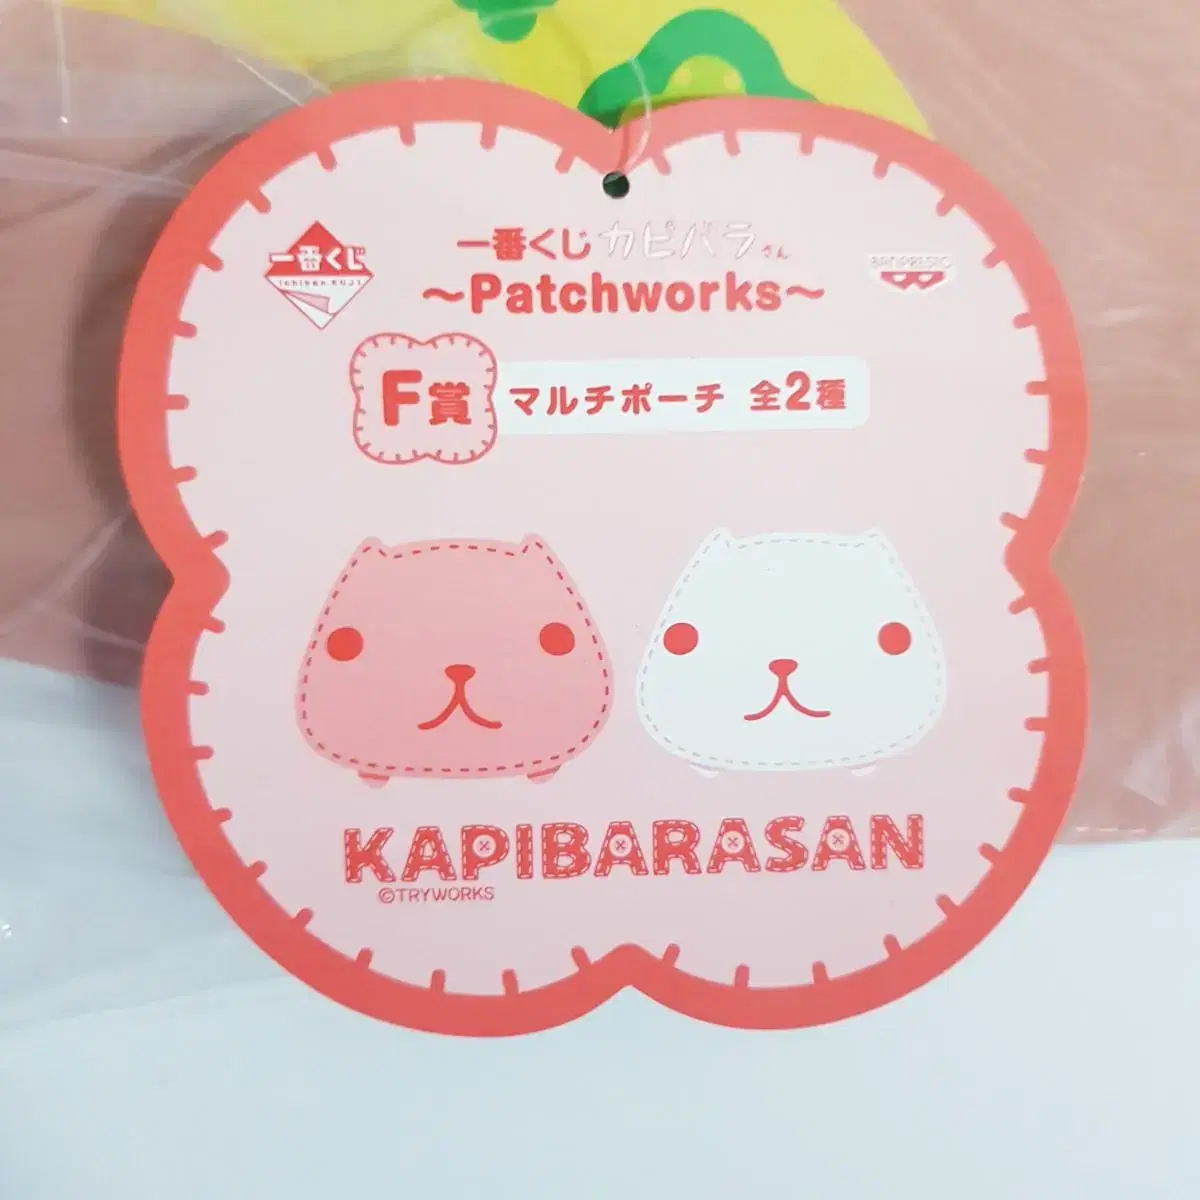 一番くじ
Ichiban KUJI
一番くじ カピバラさん
～Patchworks～
BANPRESTO
F賞
マルチポーチ 全2種
KAPIBARASAN
©TRYWORKS